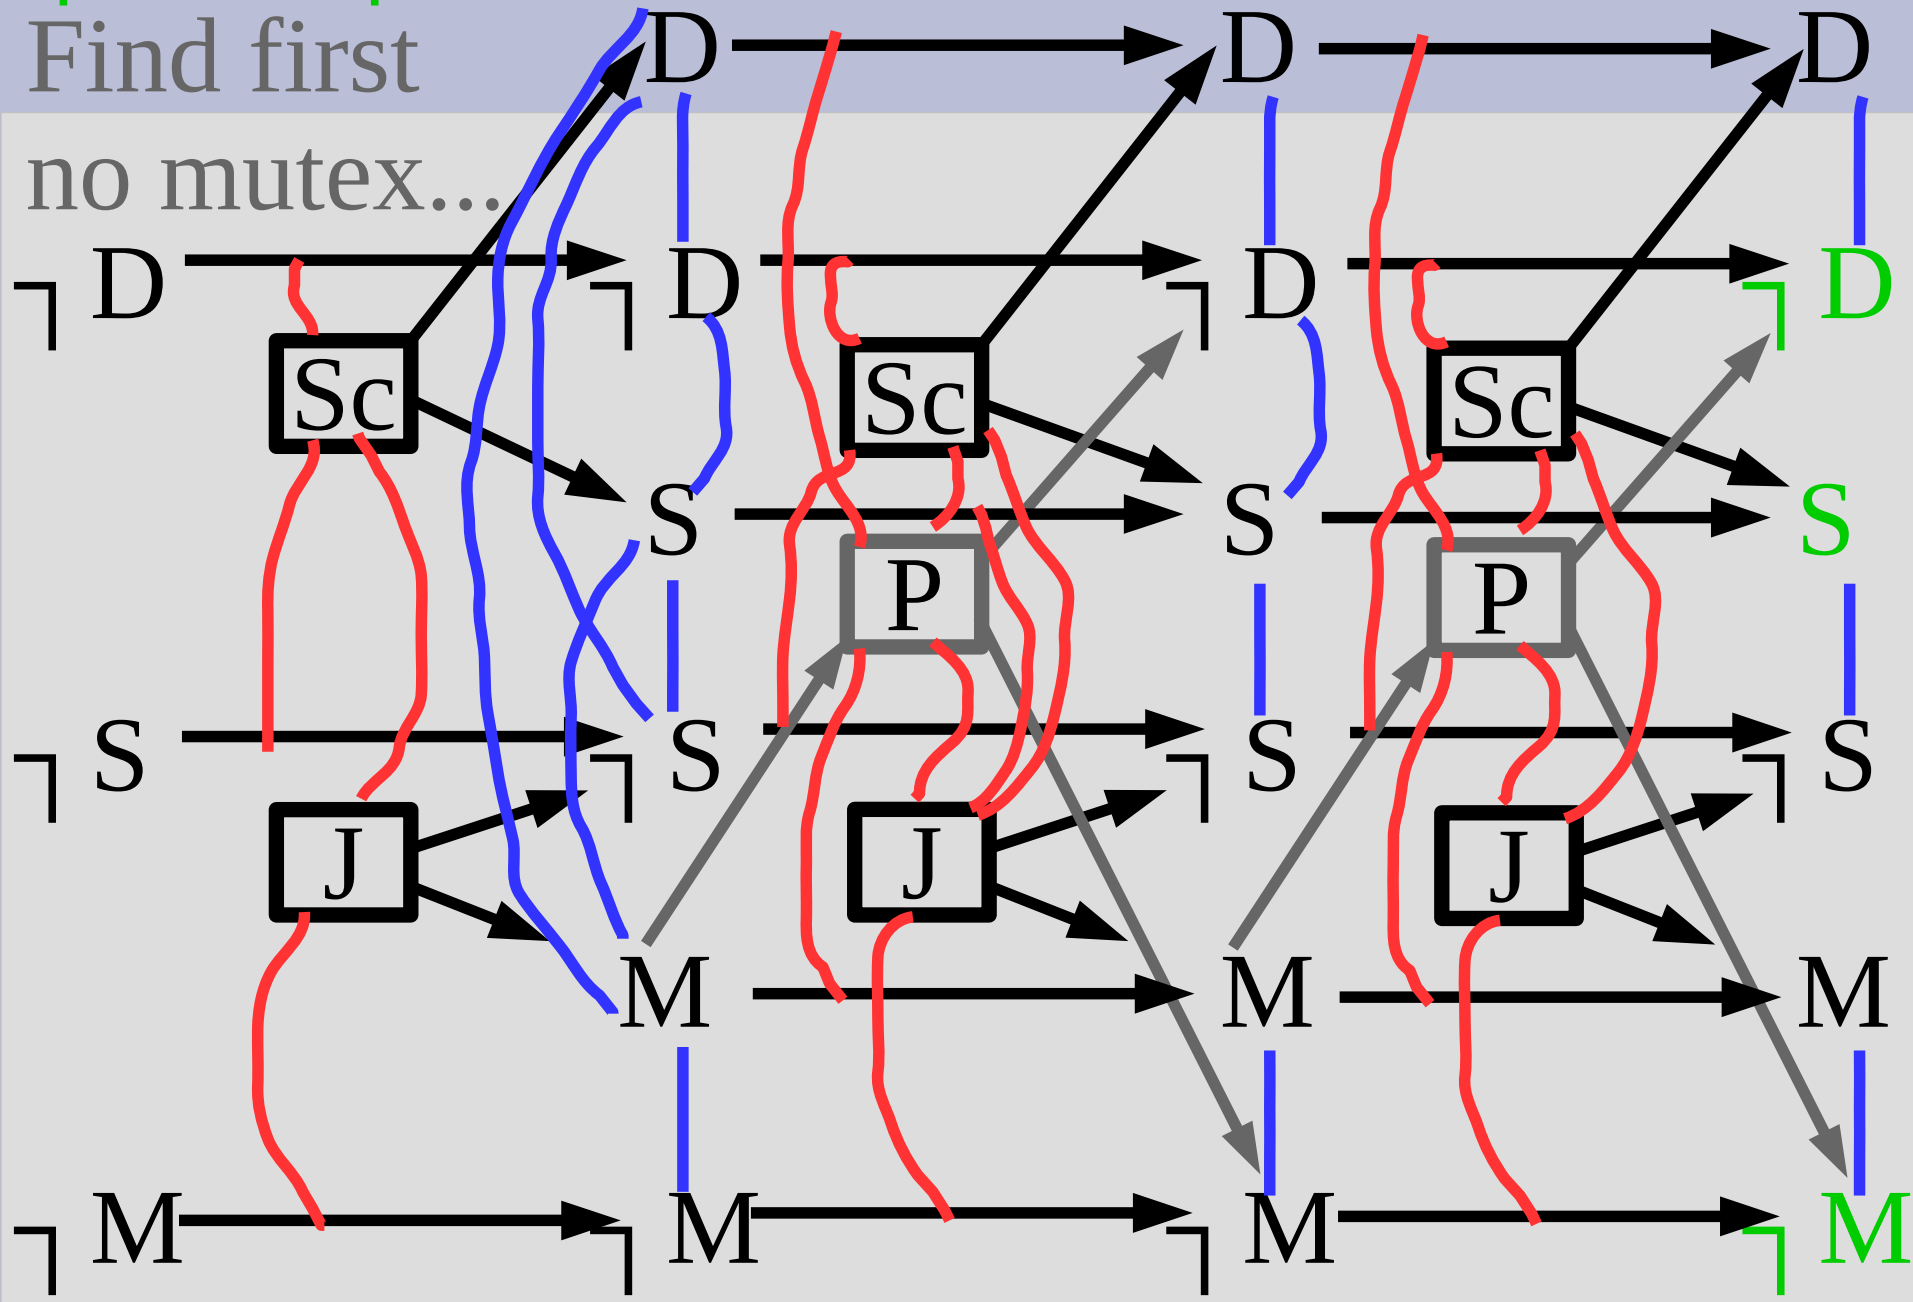 Find first
D D D
no mutex...
¬D ¬D ¬D ¬D
Sc Sc Sc
S S S
P P
¬S ¬S ¬S ¬S
J J J
M M M
¬M ¬M ¬M ¬M